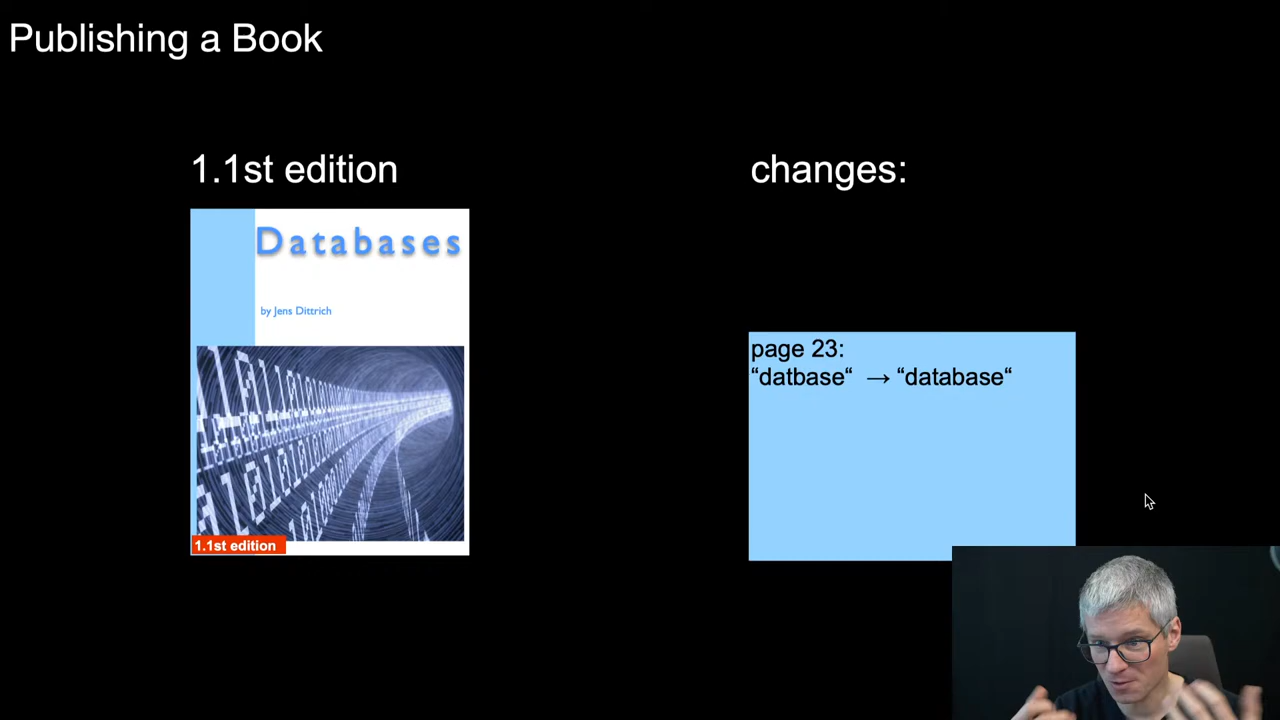 Publishing a Book
1.1st edition
changes:
Databases
by Jens Dittrich
1.1st edition
page 23:
“datbase“ → “database“